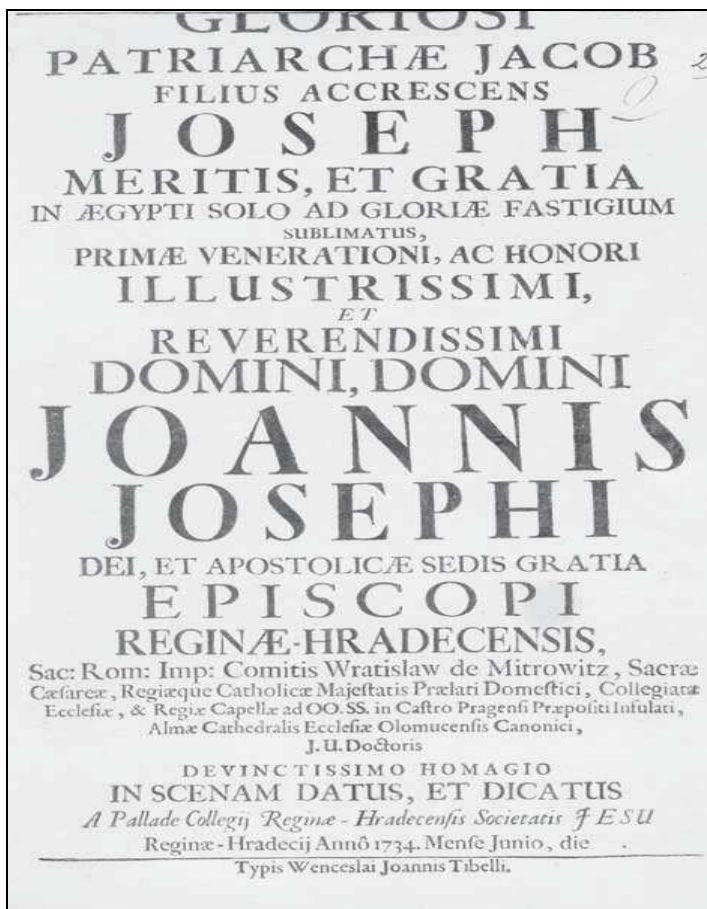 GLORIOSI
PATRIARCHÆ JACOB
FILIUS ACCRESCENS
JOSEPH
MERITIS, ET GRATIA
IN ÆGYPTI SOLO AD GLORIÆ FASTIGIUM
SUBLIMATUS,
PRIMÆ VENERATIONI, AC HONORI
ILLUSTRISSIMI,
ET
REVERENDISSIMI
DOMINI, DOMINI
JOANNIS
JOSEPHI
DEI, ET APOSTOLICÆ SEDIS GRATIA
EPISCOPI
REGINÆ-HRADECENSIS,
Sac: Rom: Imp: Comitis Wratislaw de Mitrowitz, Sacræ
Cæſareæ, Regiæque Catholicæ Majeſtatis Prælati Domeſtici, Collegiatæ
Eccleſiæ, & Regiæ Capellæ ad OO. SS. in Caſtro Pragenſi Præpoſiti Infulati,
Almæ Cathedralis Eccleſiæ Olomucenſis Canonici,
J. U. Doctoris
DEVINCTISSIMO HOMAGIO
IN SCENAM DATUS, ET DICATUS
A Pallade Collegij Reginæ-Hradecenſis Societatis JESU
Reginæ-Hradecij Annô 1734. Menſe Junio, die .
Typis Wenceslai Joannis Tibelli.